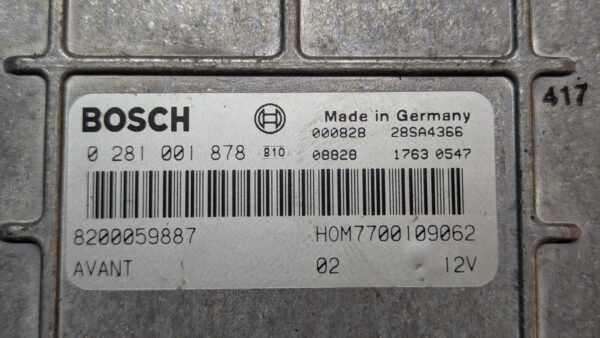 BOSCH Made in Germany
000828 28SA4366
0 281 001 878 810 08828 1763 0547
8200059887 HOM7700109062
AVANT 02 12V
417